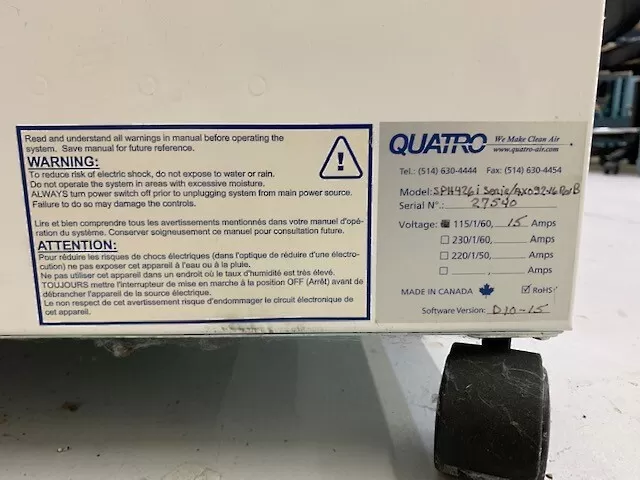 Read and understand all warnings in manual before operating the
system. Save manual for future reference.
WARNING:
To reduce risk of electric shock, do not expose to water or rain.
Do not operate the system in areas with excessive moisture.
ALWAYS turn power switch off prior to unplugging system from main power source.
Failure to do so may damage the controls.
Lire et bien comprendre tous les avertissements mentionnés dans votre manuel d'opé-
ration du système. Conserver soigneusement ce manuel pour consultation future.
ATTENTION:
Pour réduire les risques de chocs électriques (dans l'optique de réduire d'une électro-
cution) ne pas exposer cet appareil à l'eau ou à la pluie.
Ne pas utiliser cet appareil dans un endroit où le taux d'humidité est très élevé.
TOUJOURS mettre l'interrupteur de mise en marche à la position OFF (Arrêt) avant de
débrancher l'appareil de la source électrique.
Le non respect de cet avertissement risque d'endommager le circuit électronique de
cet appareil.
QUATRO We Make Clean Air
www.quatro-air.com
Tel.: (514) 630-4444 Fax: (514) 630-4454
Model:
Serial N°.: 27540
Voltage: 115/1/60, 15 Amps
230/1/60, Amps
220/1/50, Amps
Amps
MADE IN CANADA RoHS
Software Version: D10-15